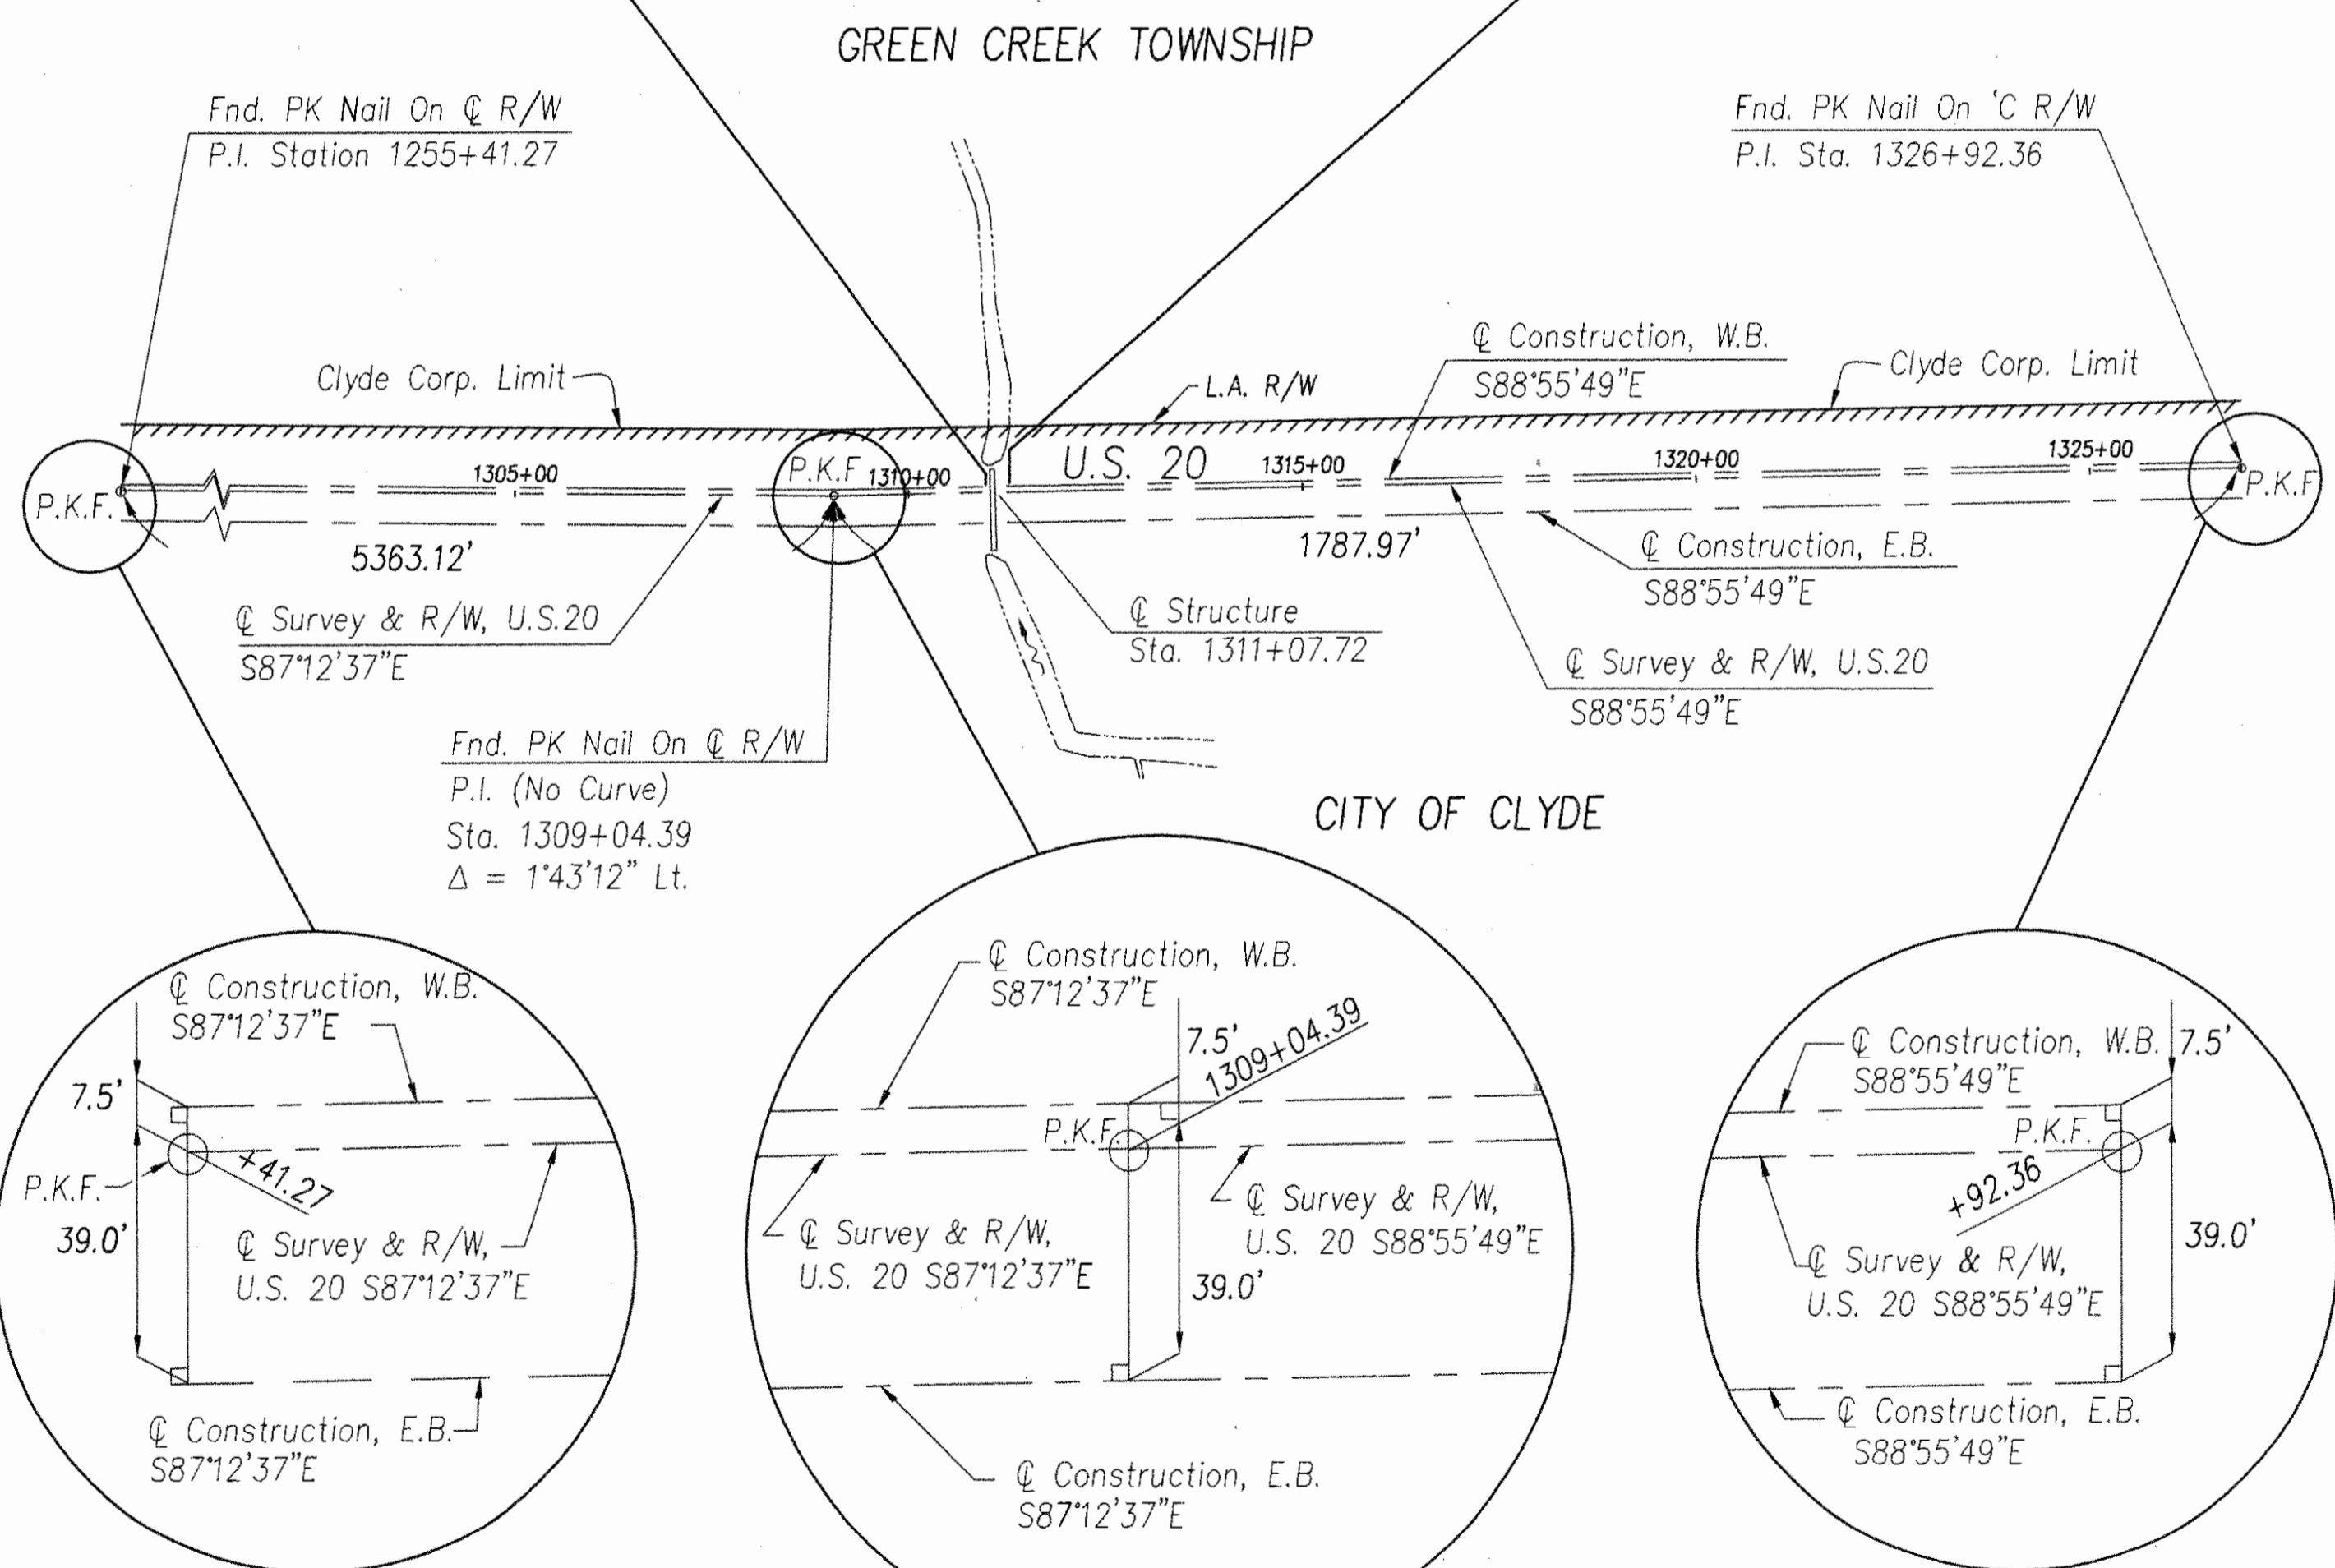 GREEN CREEK TOWNSHIP
Fnd. PK Nail On ℄ R/W
P.I. Station 1255+41.27
Fnd. PK Nail On 'C R/W
P.I. Sta. 1326+92.36
Clyde Corp. Limit
L.A. R/W
℄ Construction, W.B.
S88°55'49"E
Clyde Corp. Limit
P.K.F.
1305+00
P.K.F
1310+00
U.S. 20
1315+00
1320+00
1325+00
P.K.F
5363.12'
1787.97'
℄ Construction, E.B.
S88°55'49"E
℄ Survey & R/W, U.S.20
S87°12'37"E
℄ Structure
Sta. 1311+07.72
℄ Survey & R/W, U.S.20
S88°55'49"E
Fnd. PK Nail On ℄ R/W
P.I. (No Curve)
Sta. 1309+04.39
Δ = 1°43'12" Lt.
CITY OF CLYDE
℄ Construction, W.B.
S87°12'37"E
7.5'
P.K.F.
+41.27
39.0'
℄ Survey & R/W,
U.S. 20 S87°12'37"E
℄ Construction, E.B.
S87°12'37"E
℄ Construction, W.B.
S87°12'37"E
7.5'
1309+04.39
P.K.F.
℄ Survey & R/W,
U.S. 20 S88°55'49"E
℄ Survey & R/W,
U.S. 20 S87°12'37"E
39.0'
℄ Construction, E.B.
S87°12'37"E
℄ Construction, W.B.
S88°55'49"E
7.5'
P.K.F.
+92.36
39.0'
℄ Survey & R/W,
U.S. 20 S88°55'49"E
℄ Construction, E.B.
S88°55'49"E